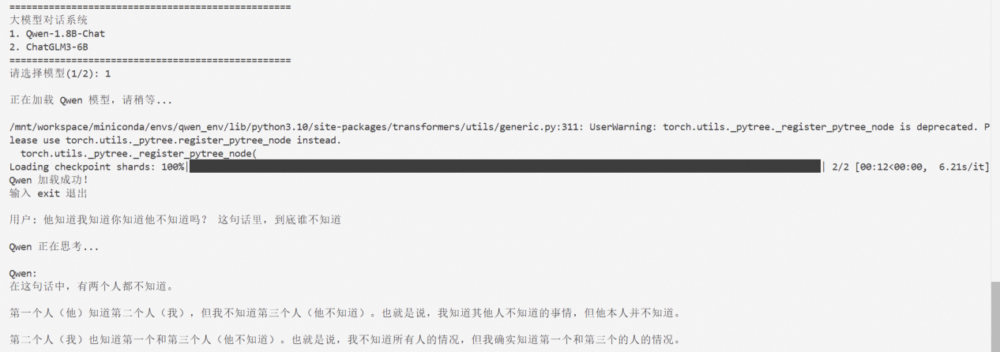 ==================================================
大模型对话系统
1. Qwen-1.8B-Chat
2. ChatGLM3-6B
==================================================
请选择模型(1/2): 1
正在加载 Qwen 模型，请稍等...
/mnt/workspace/miniconda/envs/qwen_env/lib/python3.10/site-packages/transformers/utils/generic.py:311: UserWarning: torch.utils._pytree._register_pytree_node is deprecated. P
lease use torch.utils._pytree.register_pytree_node instead.
  torch.utils._pytree._register_pytree_node(
Loading checkpoint shards: 100%|| 2/2 [00:12<00:00,  6.21s/it]
Qwen 加载成功!
输入 exit 退出
用户: 他知道我知道你知道他不知道吗？ 这句话里，到底谁不知道
Qwen 正在思考...
Qwen:
在这句话中，有两个人都不知道。
第一个人（他）知道第二个人（我），但我不知道第三个人（他不知道）。也就是说，我知道其他人不知道的事情，但他本人并不知道。
第二个人（我）也知道第一个和第三个人（他不知道）。也就是说，我不知道所有人的情况，但我确实知道第一个和第三个的人的情况。